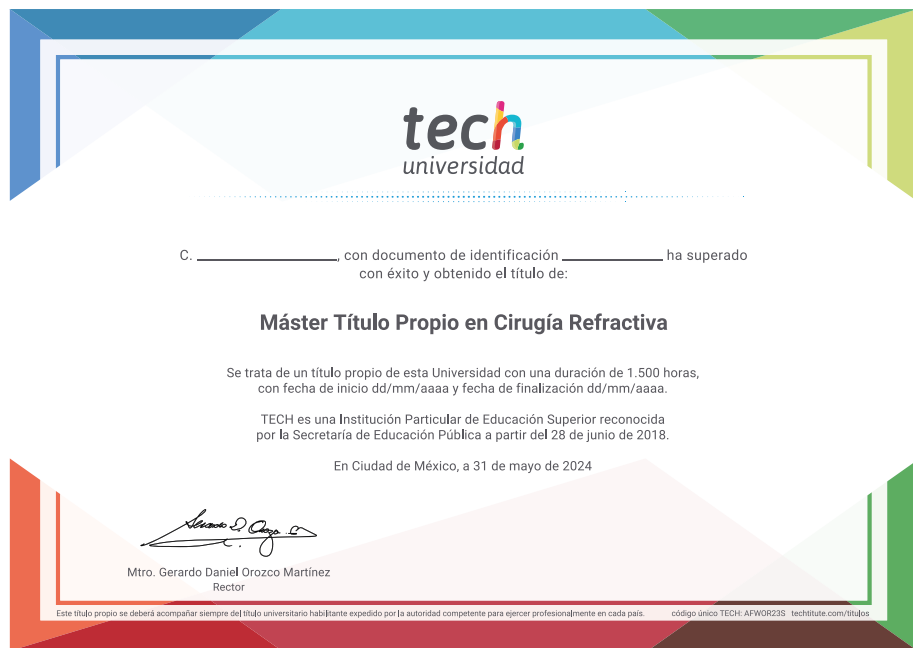 tech
universidad
C. ____________, con documento de identificación ____________ ha superado
con éxito y obtenido el título de:
Máster Título Propio en Cirugía Refractiva
Se trata de un título propio de esta Universidad con una duración de 1.500 horas,
con fecha de inicio dd/mm/aaaa y fecha de finalización dd/mm/aaaa.
TECH es una Institución Particular de Educación Superior reconocida
por la Secretaría de Educación Pública a partir del 28 de junio de 2018.
En Ciudad de México, a 31 de mayo de 2024
Mtro. Gerardo Daniel Orozco Martínez
Rector
Este título propio se deberá acompañar siempre del título universitario habilitante expedido por la autoridad competente para ejercer profesionalmente en cada país. código único TECH: AFWOR23S techtitute.com/titulos